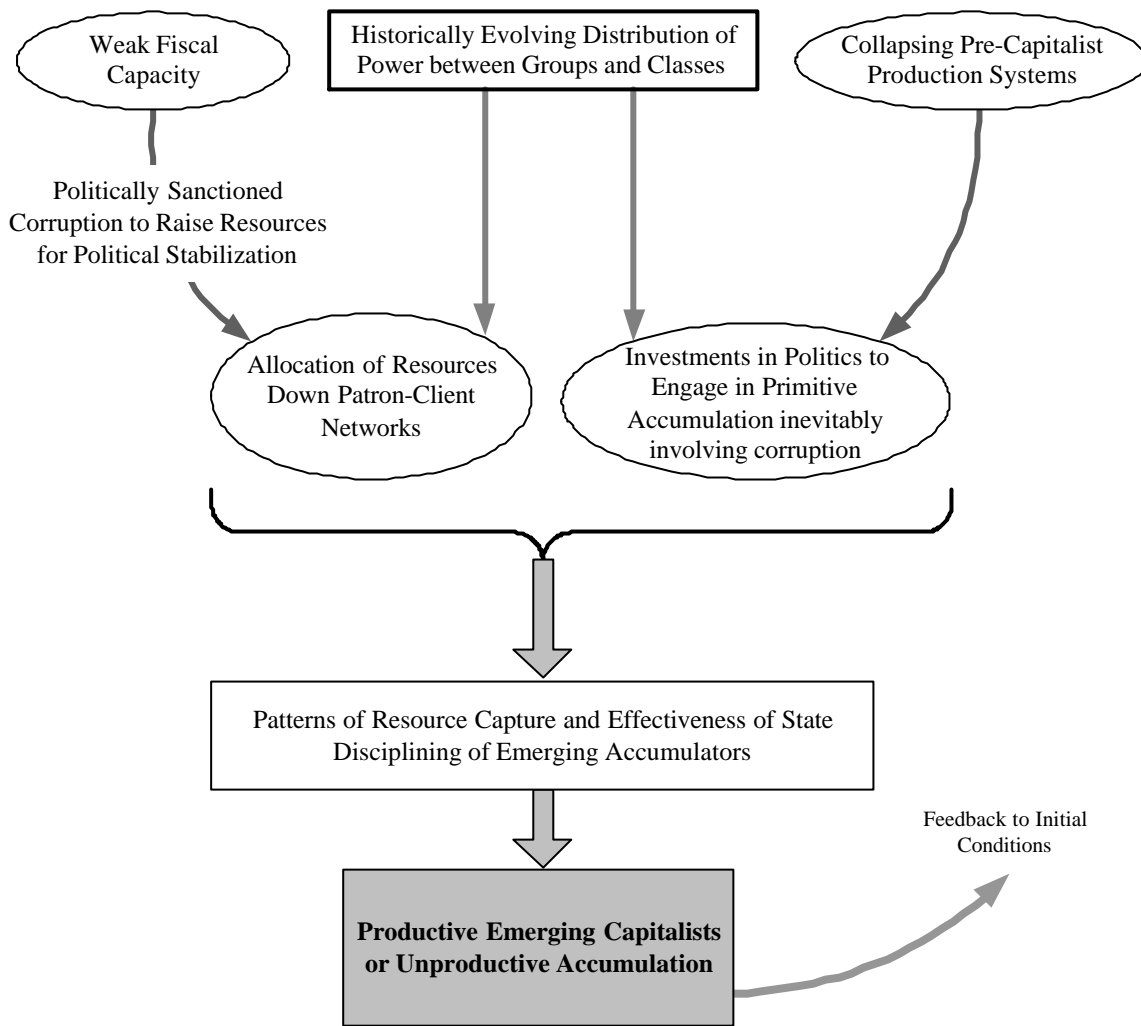 Weak Fiscal
Capacity
Historically Evolving Distribution of
Power between Groups and Classes
Collapsing Pre-Capitalist
Production Systems
Politically Sanctioned
Corruption to Raise Resources
for Political Stabilization
Allocation of Resources
Down Patron-Client
Networks
Investments in Politics to
Engage in Primitive
Accumulation inevitably
involving corruption
Patterns of Resource Capture and Effectiveness of State
Disciplining of Emerging Accumulators
Feedback to Initial
Conditions
Productive Emerging Capitalists
or Unproductive Accumulation